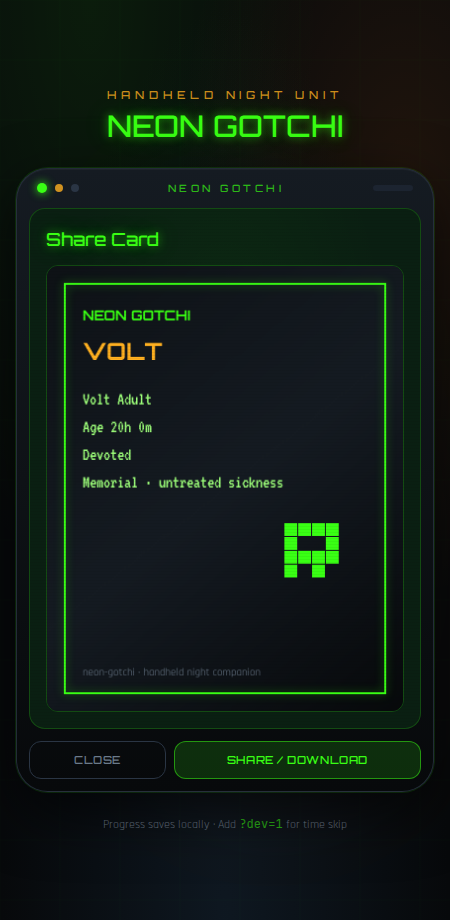 HANDHELD NIGHT UNIT
NEON GOTCHI
NEON GOTCHI
Share Card
NEON GOTCHI
VOLT
Volt Adult
Age 20h 0m
Devoted
Memorial · untreated sickness
neon-gotchi · handheld night companion
CLOSE
SHARE / DOWNLOAD
Progress saves locally · Add ?dev=1 for time skip